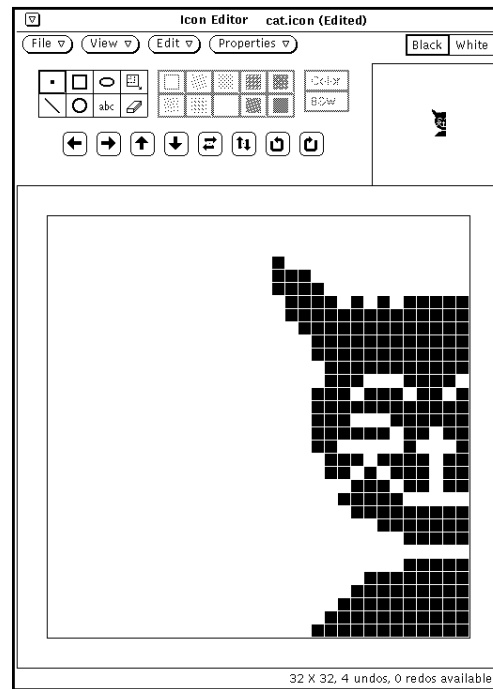 Icon Editor cat.icon (Edited)
File View Edit Properties
Black White
Color
abc
B&W
32 X 32, 4 undos, 0 redos available